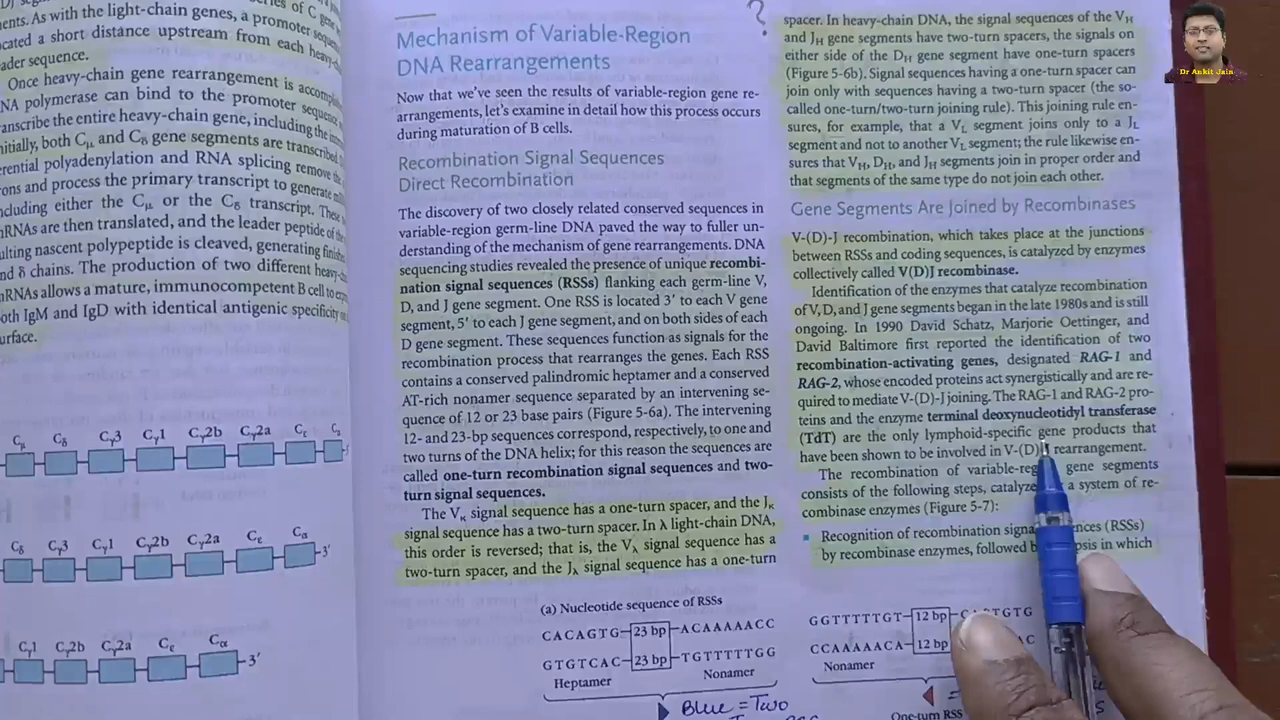 ents. As with the light-chain genes, a promoter
cated a short distance upstream from each heavy-
ader sequence.
Once heavy-chain gene rearrangement is accomp
NA polymerase can bind to the promoter sequence
anscribe the entire heavy-chain gene, including the
nitially, both Cμ and Cδ gene segments are transcribed
erential polyadenylation and RNA splicing remove the
rons and process the primary transcript to generate
ncluding either the Cμ or the Cδ transcript. These
nRNAs are then translated, and the leader peptide of the
ulting nascent polypeptide is cleaved, generating finished
nd δ chains. The production of two different heavy-
nRNAs allows a mature, immunocompetent B cell to
oth IgM and IgD with identical antigenic specificity on
urface.
Cμ Cδ Cγ3 Cγ1 Cγ2b Cγ2a Cε
Cδ Cγ3 Cγ1 Cγ2b Cγ2a Cε Cα
3′
Cγ1 Cγ2b Cγ2a Cε Cα
3′
Mechanism of Variable-Region
DNA Rearrangements
Now that we've seen the results of variable-region gene re-
arrangements, let's examine in detail how this process occurs
during maturation of B cells.
Recombination Signal Sequences
Direct Recombination
The discovery of two closely related conserved sequences in
variable-region germ-line DNA paved the way to fuller un-
derstanding of the mechanism of gene rearrangements. DNA
sequencing studies revealed the presence of unique recombi-
nation signal sequences (RSSs) flanking each germ-line V,
D, and J gene segment. One RSS is located 3′ to each V gene
segment, 5′ to each J gene segment, and on both sides of each
D gene segment. These sequences function as signals for the
recombination process that rearranges the genes. Each RSS
contains a conserved palindromic heptamer and a conserved
AT-rich nonamer sequence separated by an intervening se-
quence of 12 or 23 base pairs (Figure 5-6a). The intervening
12- and 23-bp sequences correspond, respectively, to one and
two turns of the DNA helix; for this reason the sequences are
called one-turn recombination signal sequences and two-
turn signal sequences.
The Vκ signal sequence has a one-turn spacer, and the Jκ
signal sequence has a two-turn spacer. In λ light-chain DNA,
this order is reversed; that is, the Vλ signal sequence has a
two-turn spacer, and the Jλ signal sequence has a one-turn
(a) Nucleotide sequence of RSSs
CACAGTG 23 bp ACAAAAACC
GTGTCAC 23 bp TGTTTTTGG
Heptamer Nonamer
Blue = Two
?
spacer. In heavy-chain DNA, the signal sequences of the VH
and JH gene segments have two-turn spacers, the signals on
either side of the DH gene segment have one-turn spacers
(Figure 5-6b). Signal sequences having a one-turn spacer can
join only with sequences having a two-turn spacer (the so-
called one-turn/two-turn joining rule). This joining rule en-
sures, for example, that a VL segment joins only to a JL
segment and not to another VL segment; the rule likewise en-
sures that VH, DH, and JH segments join in proper order and
that segments of the same type do not join each other.
Gene Segments Are Joined by Recombinases
V-(D)-J recombination, which takes place at the junctions
between RSSs and coding sequences, is catalyzed by enzymes
collectively called V(D)J recombinase.
Identification of the enzymes that catalyze recombination
of V, D, and J gene segments began in the late 1980s and is still
ongoing. In 1990 David Schatz, Marjorie Oettinger, and
David Baltimore first reported the identification of two
recombination-activating genes, designated RAG-1 and
RAG-2, whose encoded proteins act synergistically and are re-
quired to mediate V-(D)-J joining. The RAG-1 and RAG-2 pro-
teins and the enzyme terminal deoxynucleotidyl transferase
(TdT) are the only lymphoid-specific gene products that
have been shown to be involved in V-(D) rearrangement.
The recombination of variable-reg gene segments
consists of the following steps, catalyze a system of re-
combinase enzymes (Figure 5-7):
▪ Recognition of recombination signa ences (RSSs)
by recombinase enzymes, followed psis in which
GGTTTTTGT 12 bp TGTG
CCAAAAACA 12 bp AC
Nonamer
One-turn RSS
Dr Ankit Jain